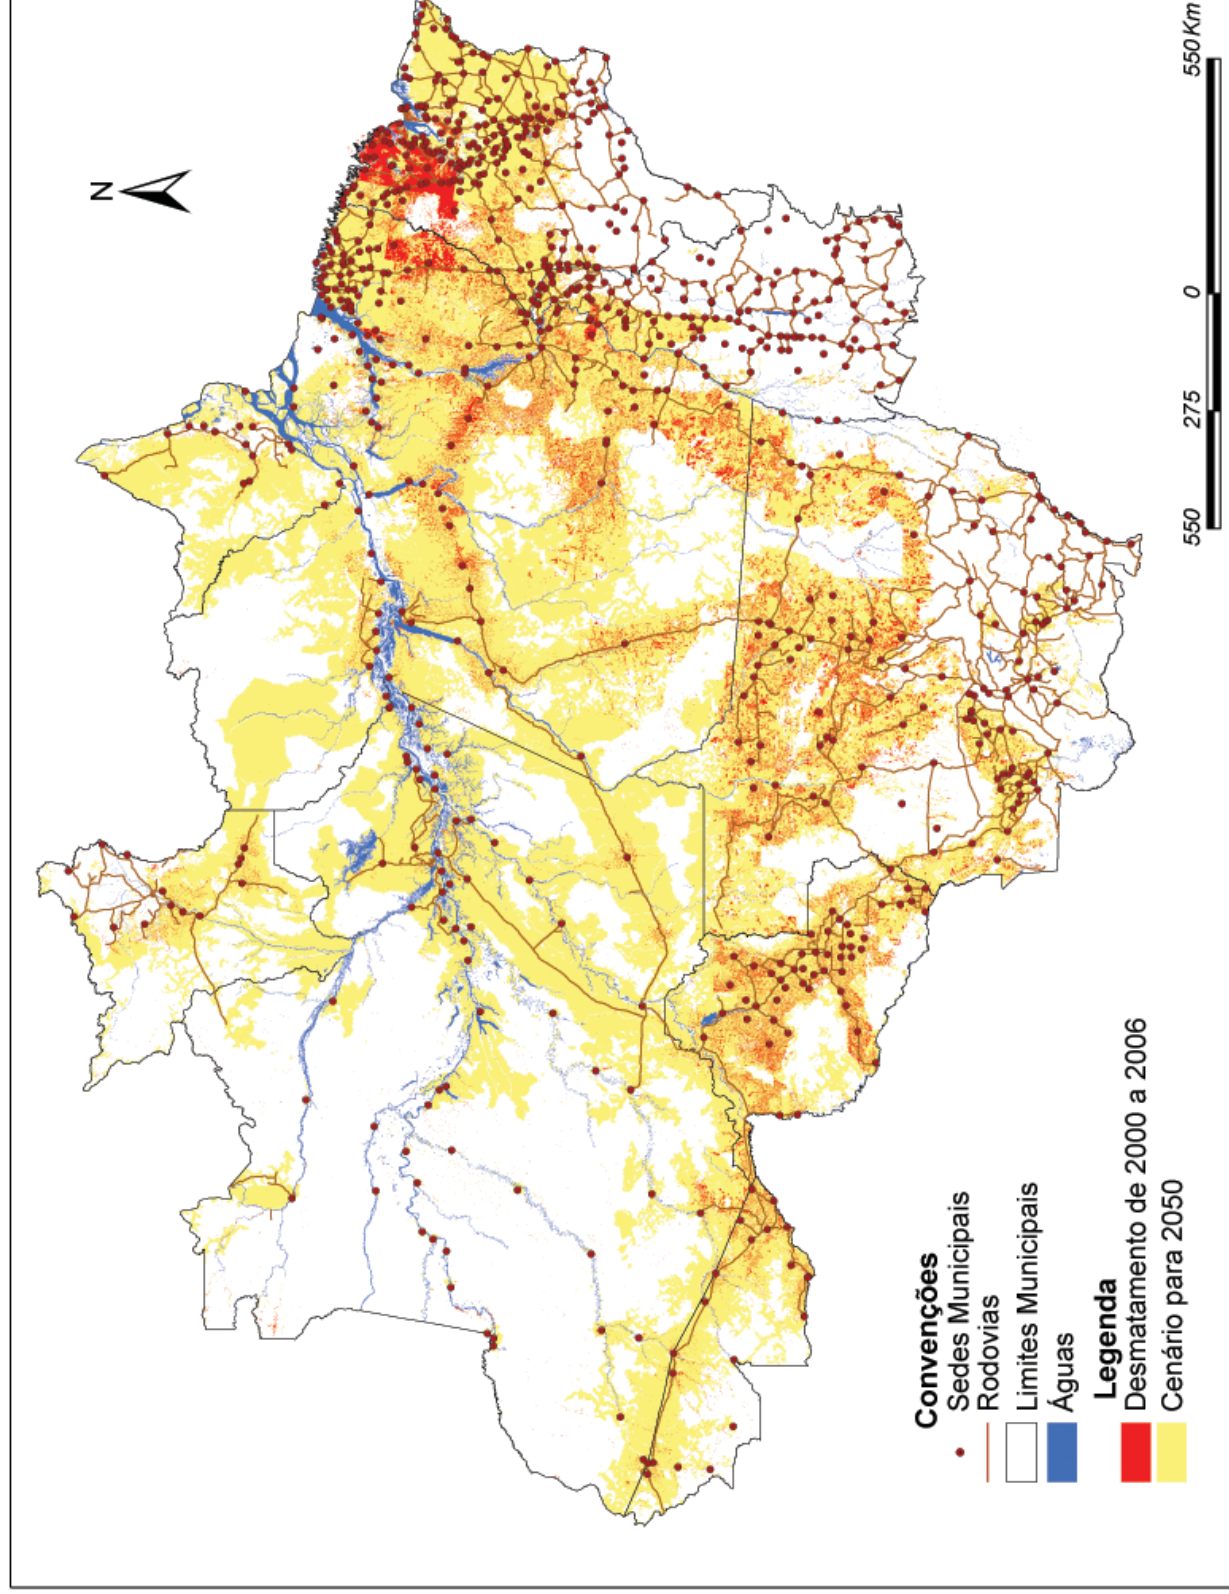 N
Convenções
Sedes Municipais
Rodovias
Limites Municipais
Águas
Legenda
Desmatamento de 2000 a 2006
Cenário para 2050
550 275 0 550 Km